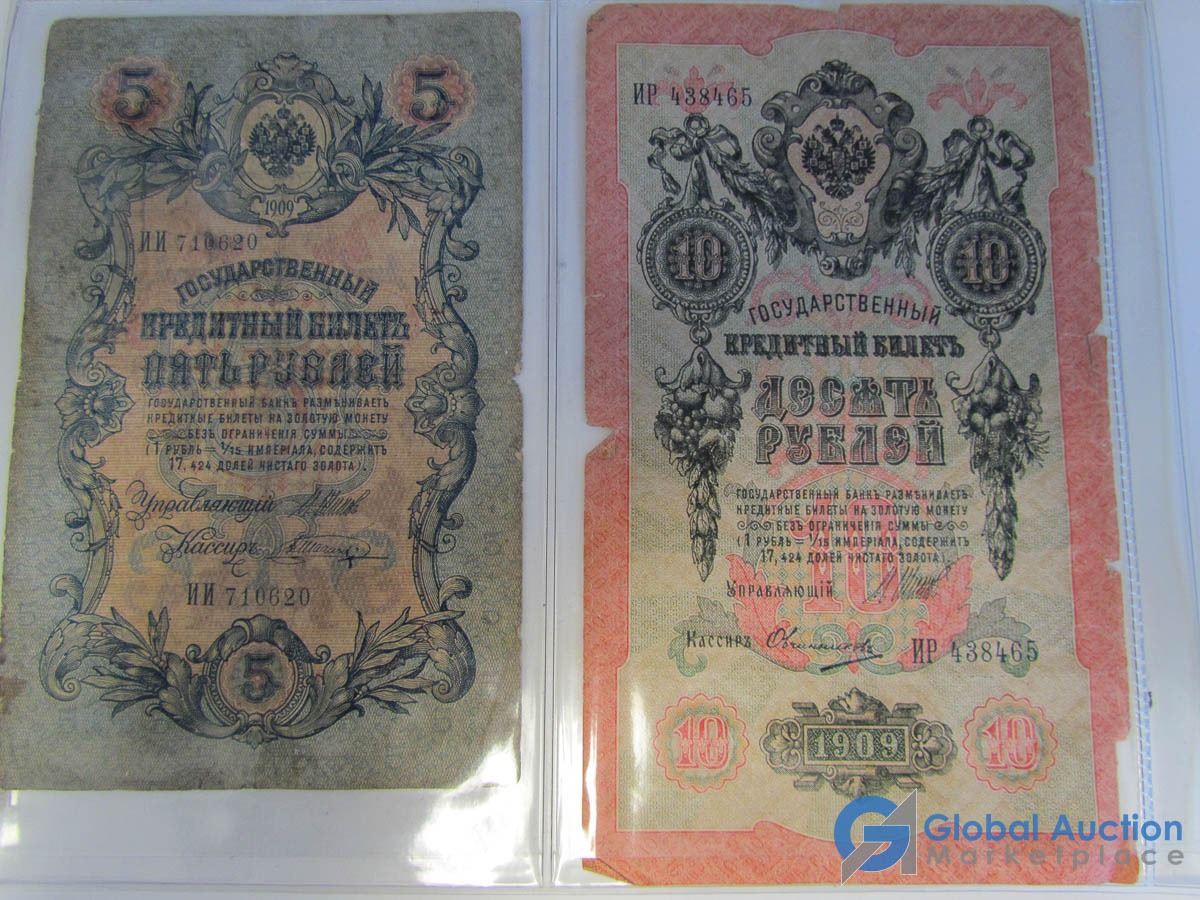 5 5
1909
ИИ 710620
ГОСУДАРСТВЕННЫЙ
КРЕДИТНЫЙ БИЛЕТЪ
ПЯТЬ РУБЛЕЙ
ГОСУДАРСТВЕННЫЙ БАНКЪ РАЗМѢНИВАЕТЪ
КРЕДИТНЫЕ БИЛЕТЫ НА ЗОЛОТУЮ МОНЕТУ
БЕЗЪ ОГРАНИЧЕНІЯ СУММЫ
(1 РУБЛЬ = 1/15 ИМПЕРІАЛА, СОДЕРЖИТЪ
17,424 ДОЛЕЙ ЧИСТАГО ЗОЛОТА).
Управляющій
Кассиръ
ИИ 710620
5
ИР 438465
10 10
ГОСУДАРСТВЕННЫЙ
КРЕДИТНЫЙ БИЛЕТЪ
ДЕСЯТЬ
РУБЛЕЙ
ГОСУДАРСТВЕННЫЙ БАНКЪ РАЗМѢНИВАЕТЪ
КРЕДИТНЫЕ БИЛЕТЫ НА ЗОЛОТУЮ МОНЕТУ
БЕЗЪ ОГРАНИЧЕНІЯ СУММЫ
(1 РУБЛЬ = 1/15 ИМПЕРІАЛА, СОДЕРЖИТЪ
17,424 ДОЛЕЙ ЧИСТАГО ЗОЛОТА).
10
Управляющій
Кассиръ Овчинниковъ ИР 438465
10 1909 10
Global Auction
Marketplace